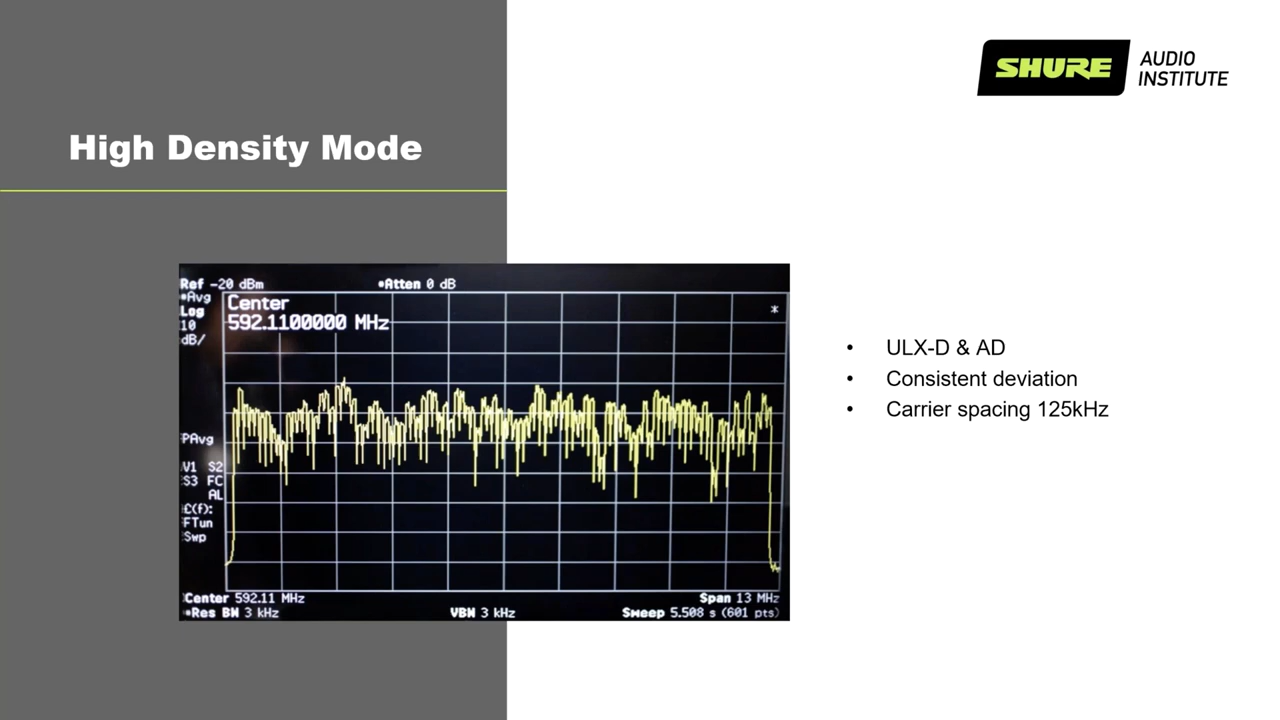 SHURE
AUDIO
INSTITUTE
High Density Mode
Ref -20 dBm •Atten 0 dB
•Avg
Log
10
dB/
Center
592.1100000 MHz
*
PAvg
V1 S2
S3 FC
AL
£(f):
FTun
Swp
Center 592.11 MHz Span 13 MHz
•Res BW 3 kHz VBW 3 kHz Sweep 5.508 s (601 pts)
• ULX-D & AD
• Consistent deviation
• Carrier spacing 125kHz